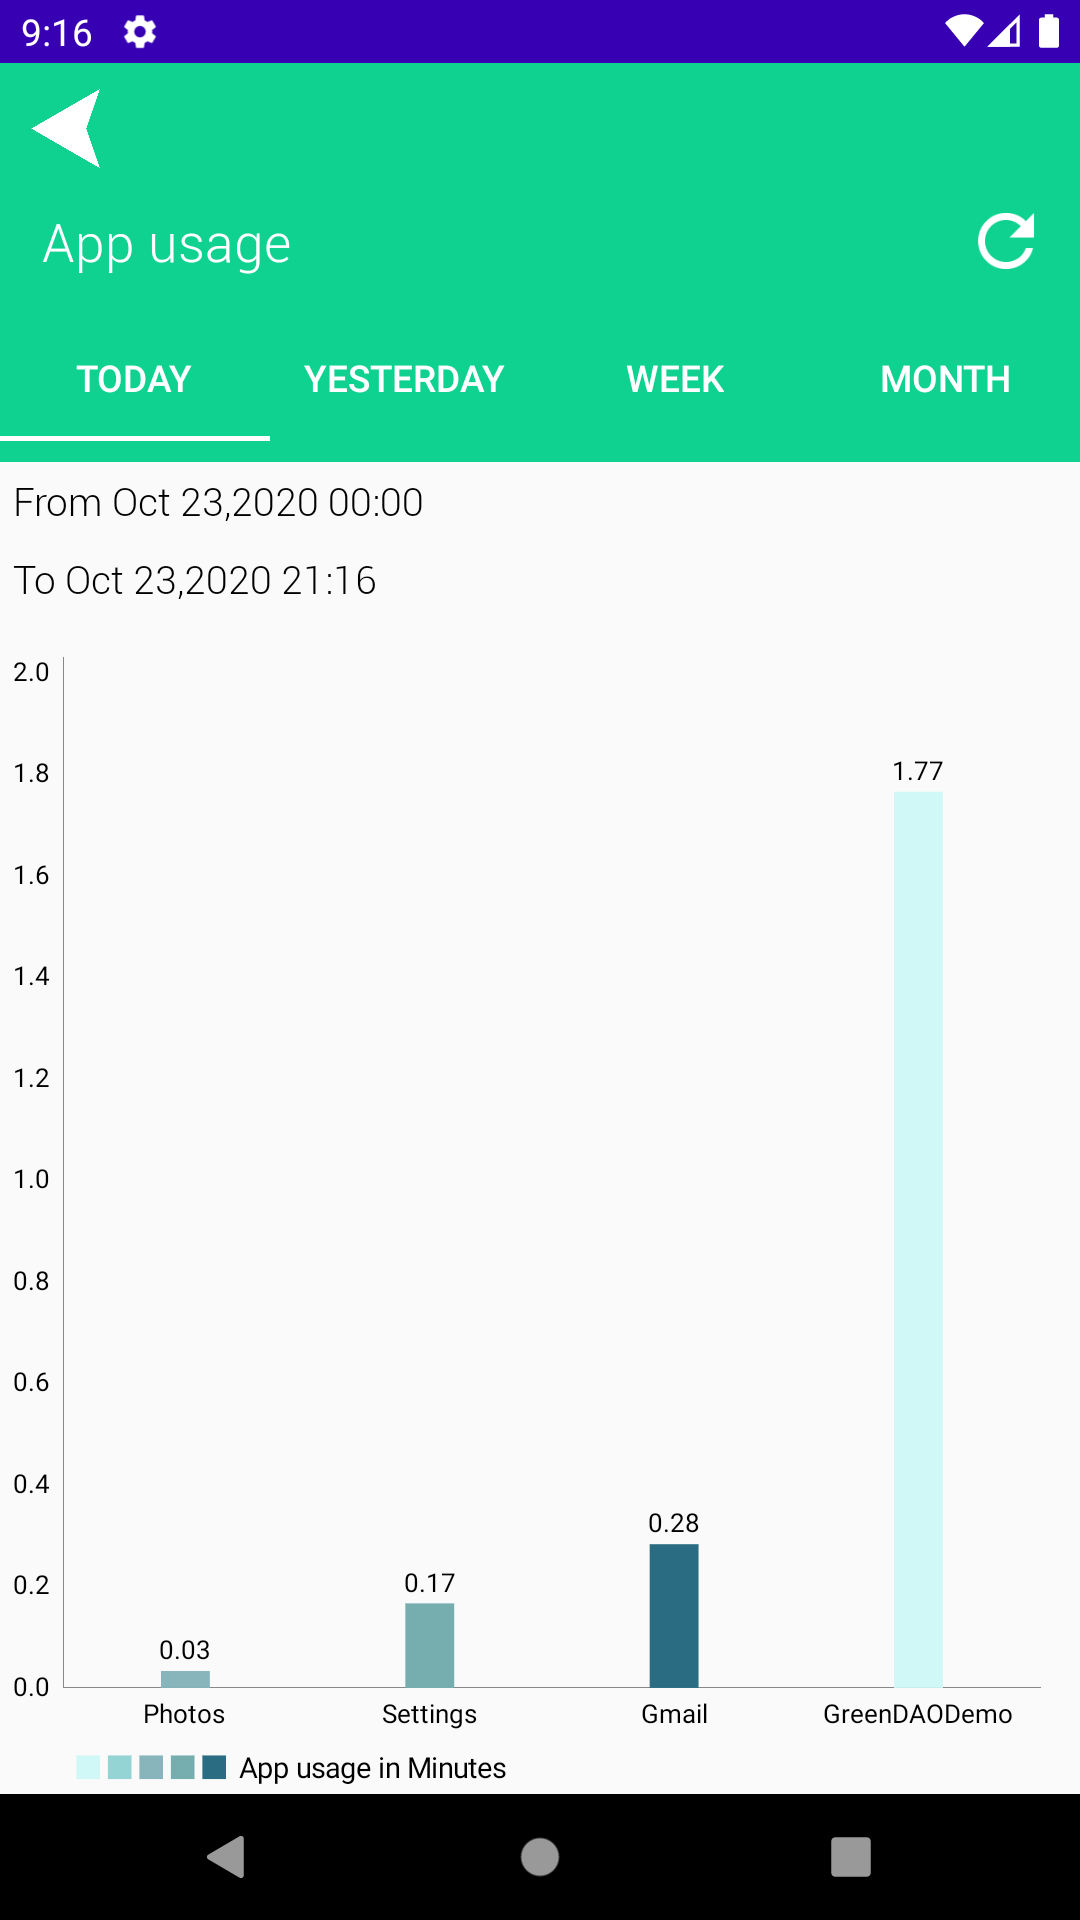 9:16
App usage
TODAY YESTERDAY WEEK MONTH
From Oct 23,2020 00:00
To Oct 23,2020 21:16
2.0
1.8
1.77
1.6
1.4
1.2
1.0
0.8
0.6
0.4
0.28
0.2
0.17
0.03
0.0
Photos Settings Gmail GreenDAODemo
App usage in Minutes